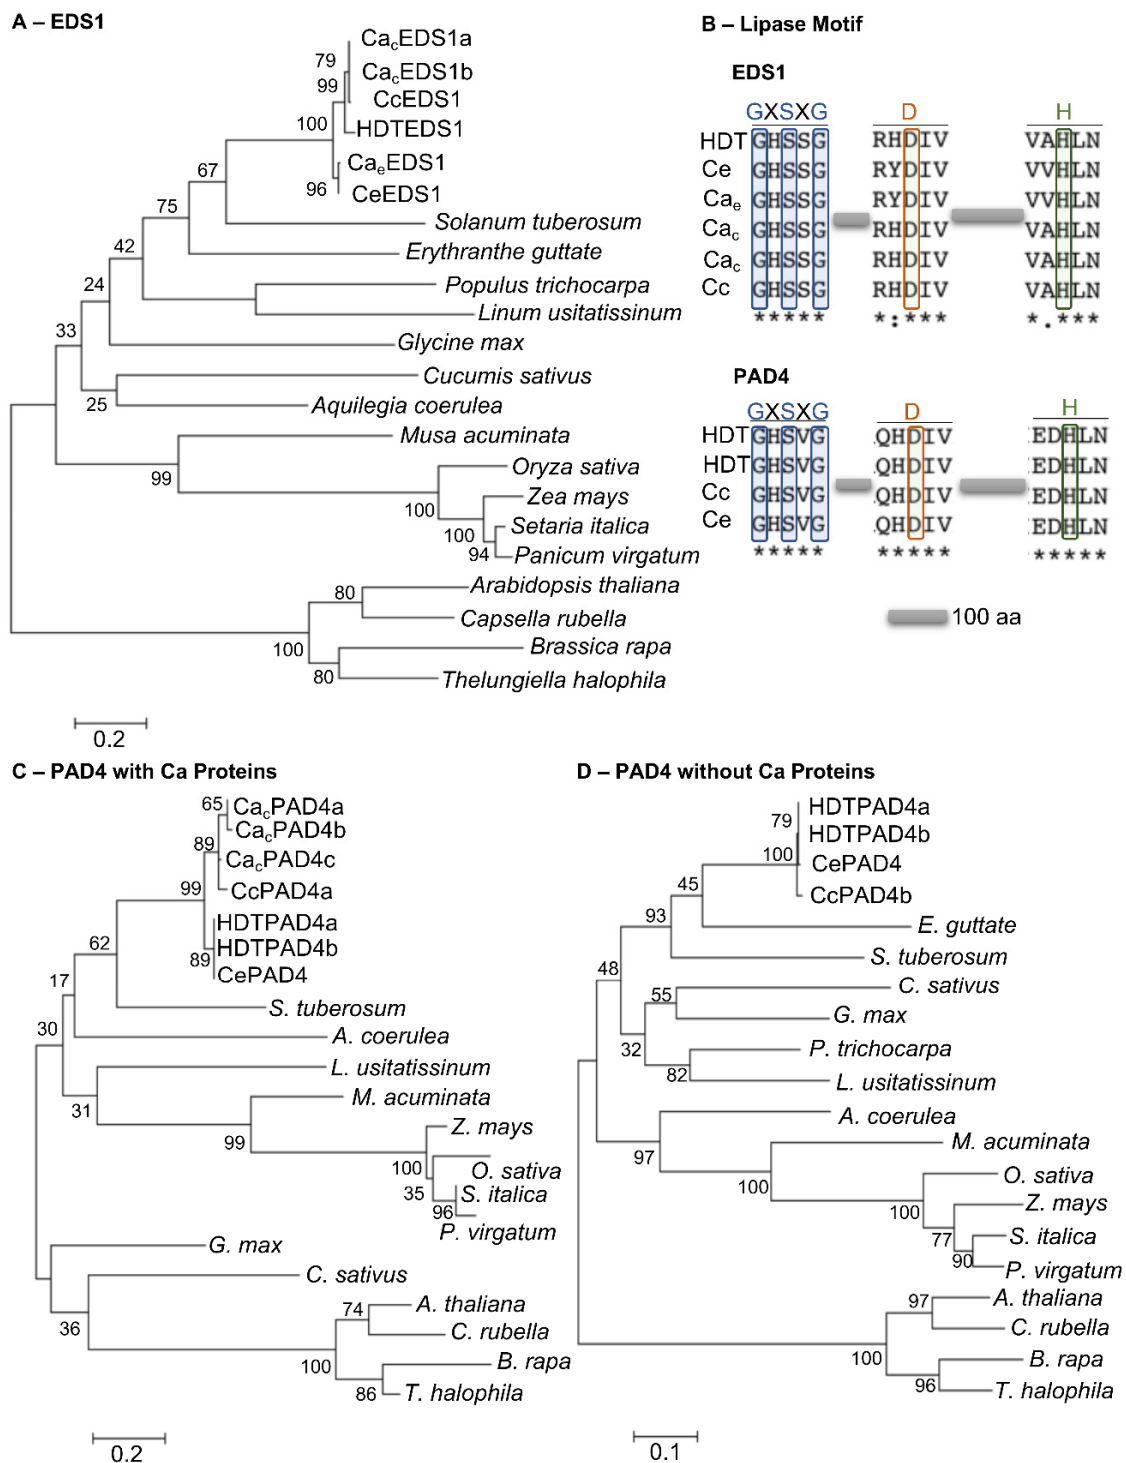 A – EDS1
CacEDS1a
79
CacEDS1b
99
CcEDS1
100
HDTEDS1
CaeEDS1
67
96
CeEDS1
75
Solanum tuberosum
42
Erythranthe guttate
24
Populus trichocarpa
Linum usitatissinum
33
Glycine max
Cucumis sativus
25
Aquilegia coerulea
Musa acuminata
99
Oryza sativa
Zea mays
100
Setaria italica
100
94
Panicum virgatum
Arabidopsis thaliana
80
Capsella rubella
100
Brassica rapa
80
Thelungiella halophila
0.2
B – Lipase Motif
EDS1
GXSXG D H
HDT GHSSG RHDIV VAHLN
Ce GHSSG RYDIV VVHLN
Cae GHSSG RYDIV VVHLN
Cac GHSSG RHDIV VAHLN
Cac GHSSG RHDIV VAHLN
Cc GHSSG RHDIV VAHLN
***** *:*** *.***
PAD4
GXSXG D H
HDT GHSVG QHDIV EDHLN
HDT GHSVG QHDIV EDHLN
Cc GHSVG QHDIV EDHLN
Ce GHSVG QHDIV EDHLN
***** ***** *****
100 aa
C – PAD4 with Ca Proteins
65
CacPAD4a
CacPAD4b
89
CacPAD4c
99
CcPAD4a
HDTPAD4a
62
HDTPAD4b
89
CePAD4
17
S. tuberosum
30
A. coerulea
L. usitatissinum
31
M. acuminata
99
Z. mays
100
O. sativa
35
S. italica
96
P. virgatum
G. max
C. sativus
36
74
A. thaliana
C. rubella
100
B. rapa
86
T. halophila
0.2
D – PAD4 without Ca Proteins
HDTPAD4a
79
HDTPAD4b
100
CePAD4
45
CcPAD4b
93
E. guttate
S. tuberosum
48
C. sativus
55
G. max
32
P. trichocarpa
82
L. usitatissinum
A. coerulea
97
M. acuminata
100
O. sativa
100
Z. mays
77
S. italica
90
P. virgatum
97
A. thaliana
C. rubella
100
B. rapa
96
T. halophila
0.1